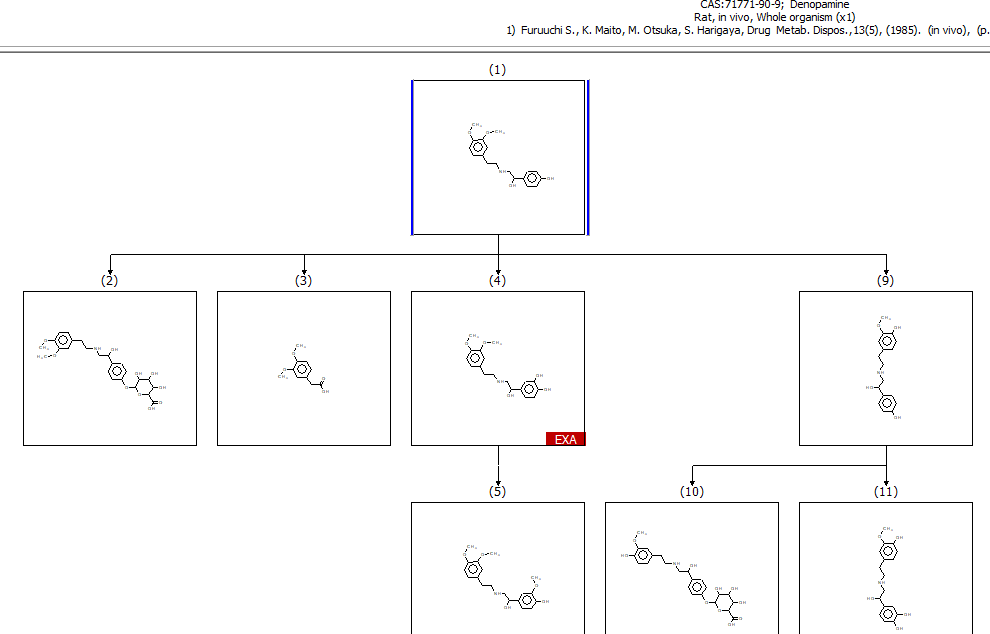 CAS:71771-90-9; Denopamine
Rat, in vivo, Whole organism (x1)
1) Furuuchi S., K. Maito, M. Otsuka, S. Harigaya, Drug Metab. Dispos.,13(5), (1985). (in vivo), (p.
(1)
(2)
(3)
(4)
(9)
EXA
(5)
(10)
(11)